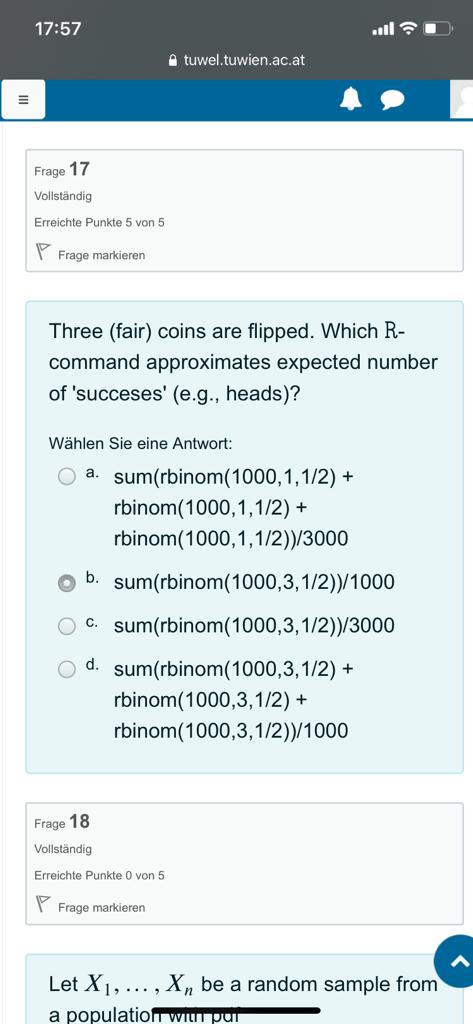 17:57
tuwel.tuwien.ac.at
Frage 17
Vollständig
Erreichte Punkte 5 von 5
Frage markieren
Three (fair) coins are flipped. Which R-
command approximates expected number
of 'succeses' (e.g., heads)?
Wählen Sie eine Antwort:
a. sum(rbinom(1000,1,1/2) +
rbinom(1000,1,1/2) +
rbinom(1000,1,1/2))/3000
b. sum(rbinom(1000,3,1/2))/1000
c. sum(rbinom(1000,3,1/2))/3000
d. sum(rbinom(1000,3,1/2) +
rbinom(1000,3,1/2) +
rbinom(1000,3,1/2))/1000
Frage 18
Vollständig
Erreichte Punkte 0 von 5
Frage markieren
Let X₁, . . . , Xₙ be a random sample from
a population with pdf